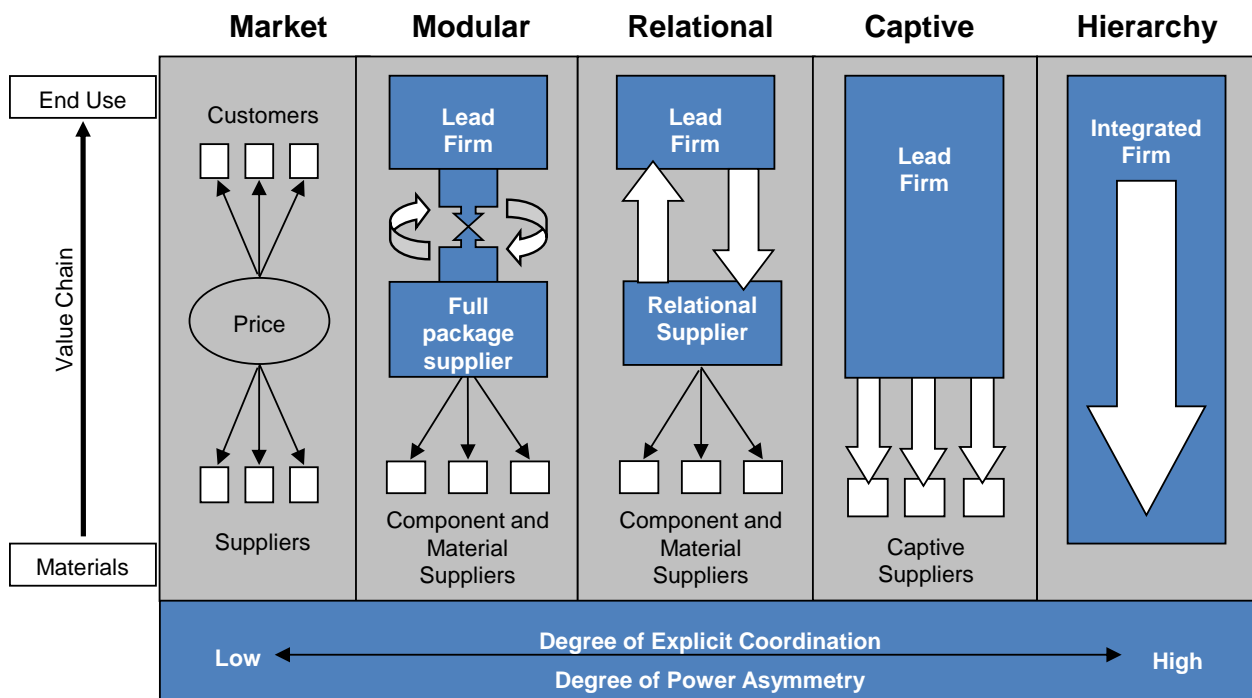 Market
Modular
Relational
Captive
Hierarchy
End Use
Value Chain
Materials
Customers
Price
Suppliers
Lead
Firm
Full
package
supplier
Component and
Material
Suppliers
Lead
Firm
Relational
Supplier
Component and
Material
Suppliers
Lead
Firm
Captive
Suppliers
Integrated
Firm
Degree of Explicit Coordination
Low
High
Degree of Power Asymmetry